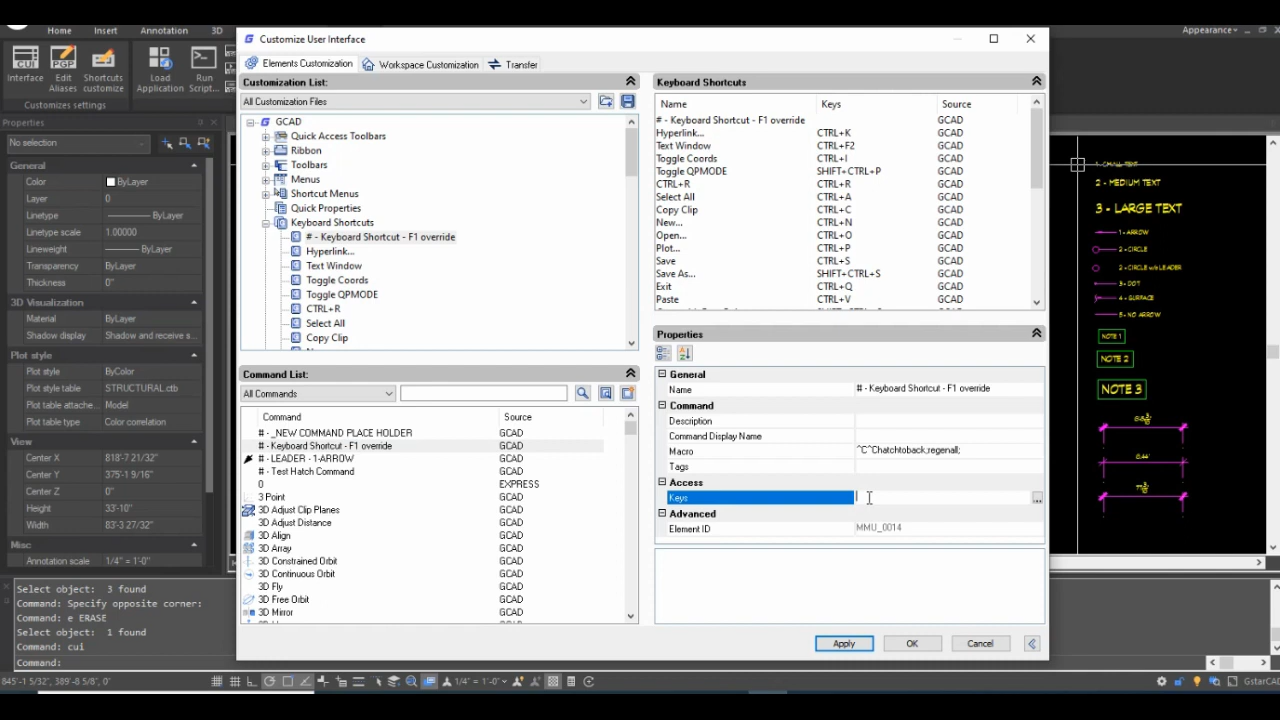 Home Insert Annotation 3D
Appearance
Interface
Edit Aliases
Shortcuts customize
Load Application
Run Script...
Customizes settings
Properties
No selection
General
Color ByLayer
Layer 0
Linetype ByLayer
Linetype scale 1.00000
Lineweight ByLayer
Transparency ByLayer
Thickness 0"
3D Visualization
Material ByLayer
Shadow display Shadow and receive s...
Plot style
Plot style ByColor
Plot style table STRUCTURAL.ctb
Plot table attache... Model
Plot table type Color correlation
View
Center X 818'-7 21/32"
Center Y 375'-1 9/16"
Height 33'-10"
Width 83'-3 27/32"
Misc
Annotation scale 1/4" = 1'-0"
Customize User Interface
Elements Customization Workspace Customization Transfer
Customization List:
All Customization Files
GCAD
Quick Access Toolbars
Ribbon
Toolbars
Menus
Shortcut Menus
Quick Properties
Keyboard Shortcuts
# - Keyboard Shortcut - F1 override
Hyperlink...
Text Window
Toggle Coords
Toggle QPMODE
CTRL+R
Select All
Copy Clip
Command List:
All Commands
Command Source
# - _NEW COMMAND PLACE HOLDER GCAD
# - Keyboard Shortcut - F1 override GCAD
# - LEADER - 1-ARROW GCAD
# - Test Hatch Command GCAD
0 EXPRESS
3 Point GCAD
3D Adjust Clip Planes GCAD
3D Adjust Distance GCAD
3D Align GCAD
3D Array GCAD
3D Constrained Orbit GCAD
3D Continuous Orbit GCAD
3D Fly GCAD
3D Free Orbit GCAD
3D Mirror GCAD
Keyboard Shortcuts
Name Keys Source
# - Keyboard Shortcut - F1 override GCAD
Hyperlink... CTRL+K GCAD
Text Window CTRL+F2 GCAD
Toggle Coords CTRL+I GCAD
Toggle QPMODE SHIFT+CTRL+P GCAD
CTRL+R CTRL+R GCAD
Select All CTRL+A GCAD
Copy Clip CTRL+C GCAD
New... CTRL+N GCAD
Open... CTRL+O GCAD
Plot... CTRL+P GCAD
Save CTRL+S GCAD
Save As... SHIFT+CTRL+S GCAD
Exit CTRL+Q GCAD
Paste CTRL+V GCAD
Properties
General
Name # - Keyboard Shortcut - F1 override
Command
Description
Command Display Name
Macro ^C^Chatchtoback;regenall;
Tags
Access
Keys
Advanced
Element ID MMU_0014
Apply OK Cancel
1 - SMALL TEXT
2 - MEDIUM TEXT
3 - LARGE TEXT
1 - ARROW
2 - CIRCLE
2 - CIRCLE w/o LEADER
3 - DOT
4 - SURFACE
5 - NO ARROW
NOTE 1
NOTE 2
NOTE 3
Select object: 3 found
Command: Specify opposite corner:
Command: e ERASE
Select object: 1 found
Command: cui
Command:
845'-1 5/32", 389'-8 5/8", 0'
1/4" = 1'-0"
GstarCAD